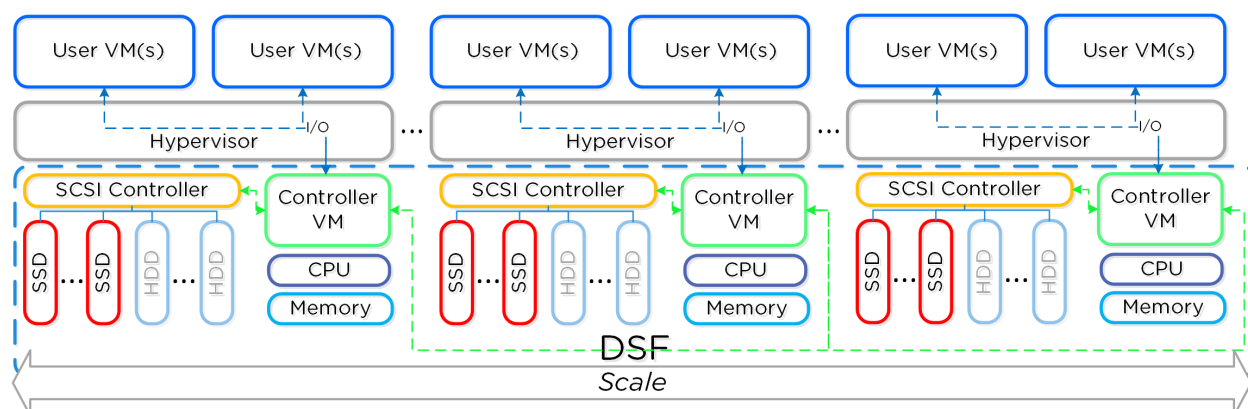 User VM(s) User VM(s) User VM(s) User VM(s) User VM(s) User VM(s)
I/O I/O I/O
Hypervisor ... Hypervisor ... Hypervisor
SCSI Controller SCSI Controller SCSI Controller
Controller VM Controller VM Controller VM
SSD ... SSD HDD ... HDD SSD ... SSD HDD ... HDD SSD ... SSD HDD ... HDD
CPU CPU CPU
Memory Memory Memory
DSF
Scale